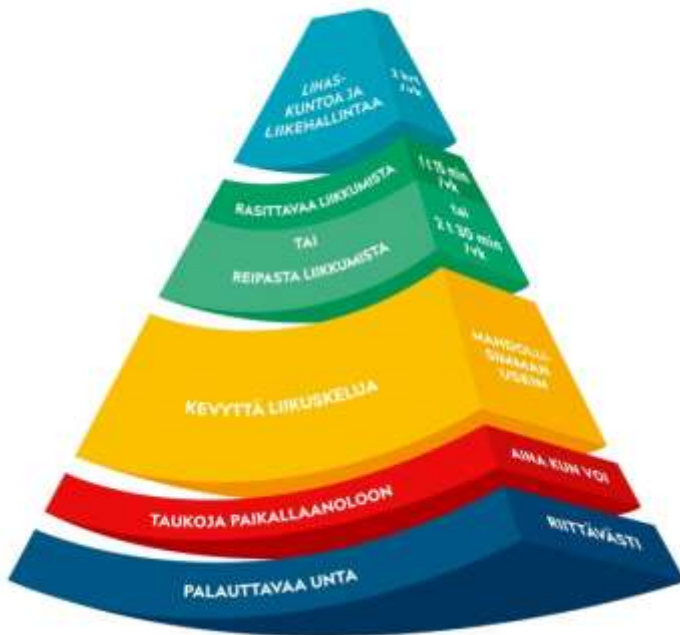 LIHAS-
KUNTOA JA
LIIKEHALLINTAA
2 krt
/vk
RASITTAVAA LIIKKUMISTA
1 t 15 min
/vk
TAI
tai
REIPASTA LIIKKUMISTA
2 t 30 min
/vk
KEVYTTÄ LIIKUSKELUA
MAHDOLLI-
SIMMAN
USEIN
TAUKOJA PAIKALLAANOLOON
AINA KUN VOI
PALAUTTAVAA UNTA
RIITTÄVÄSTI